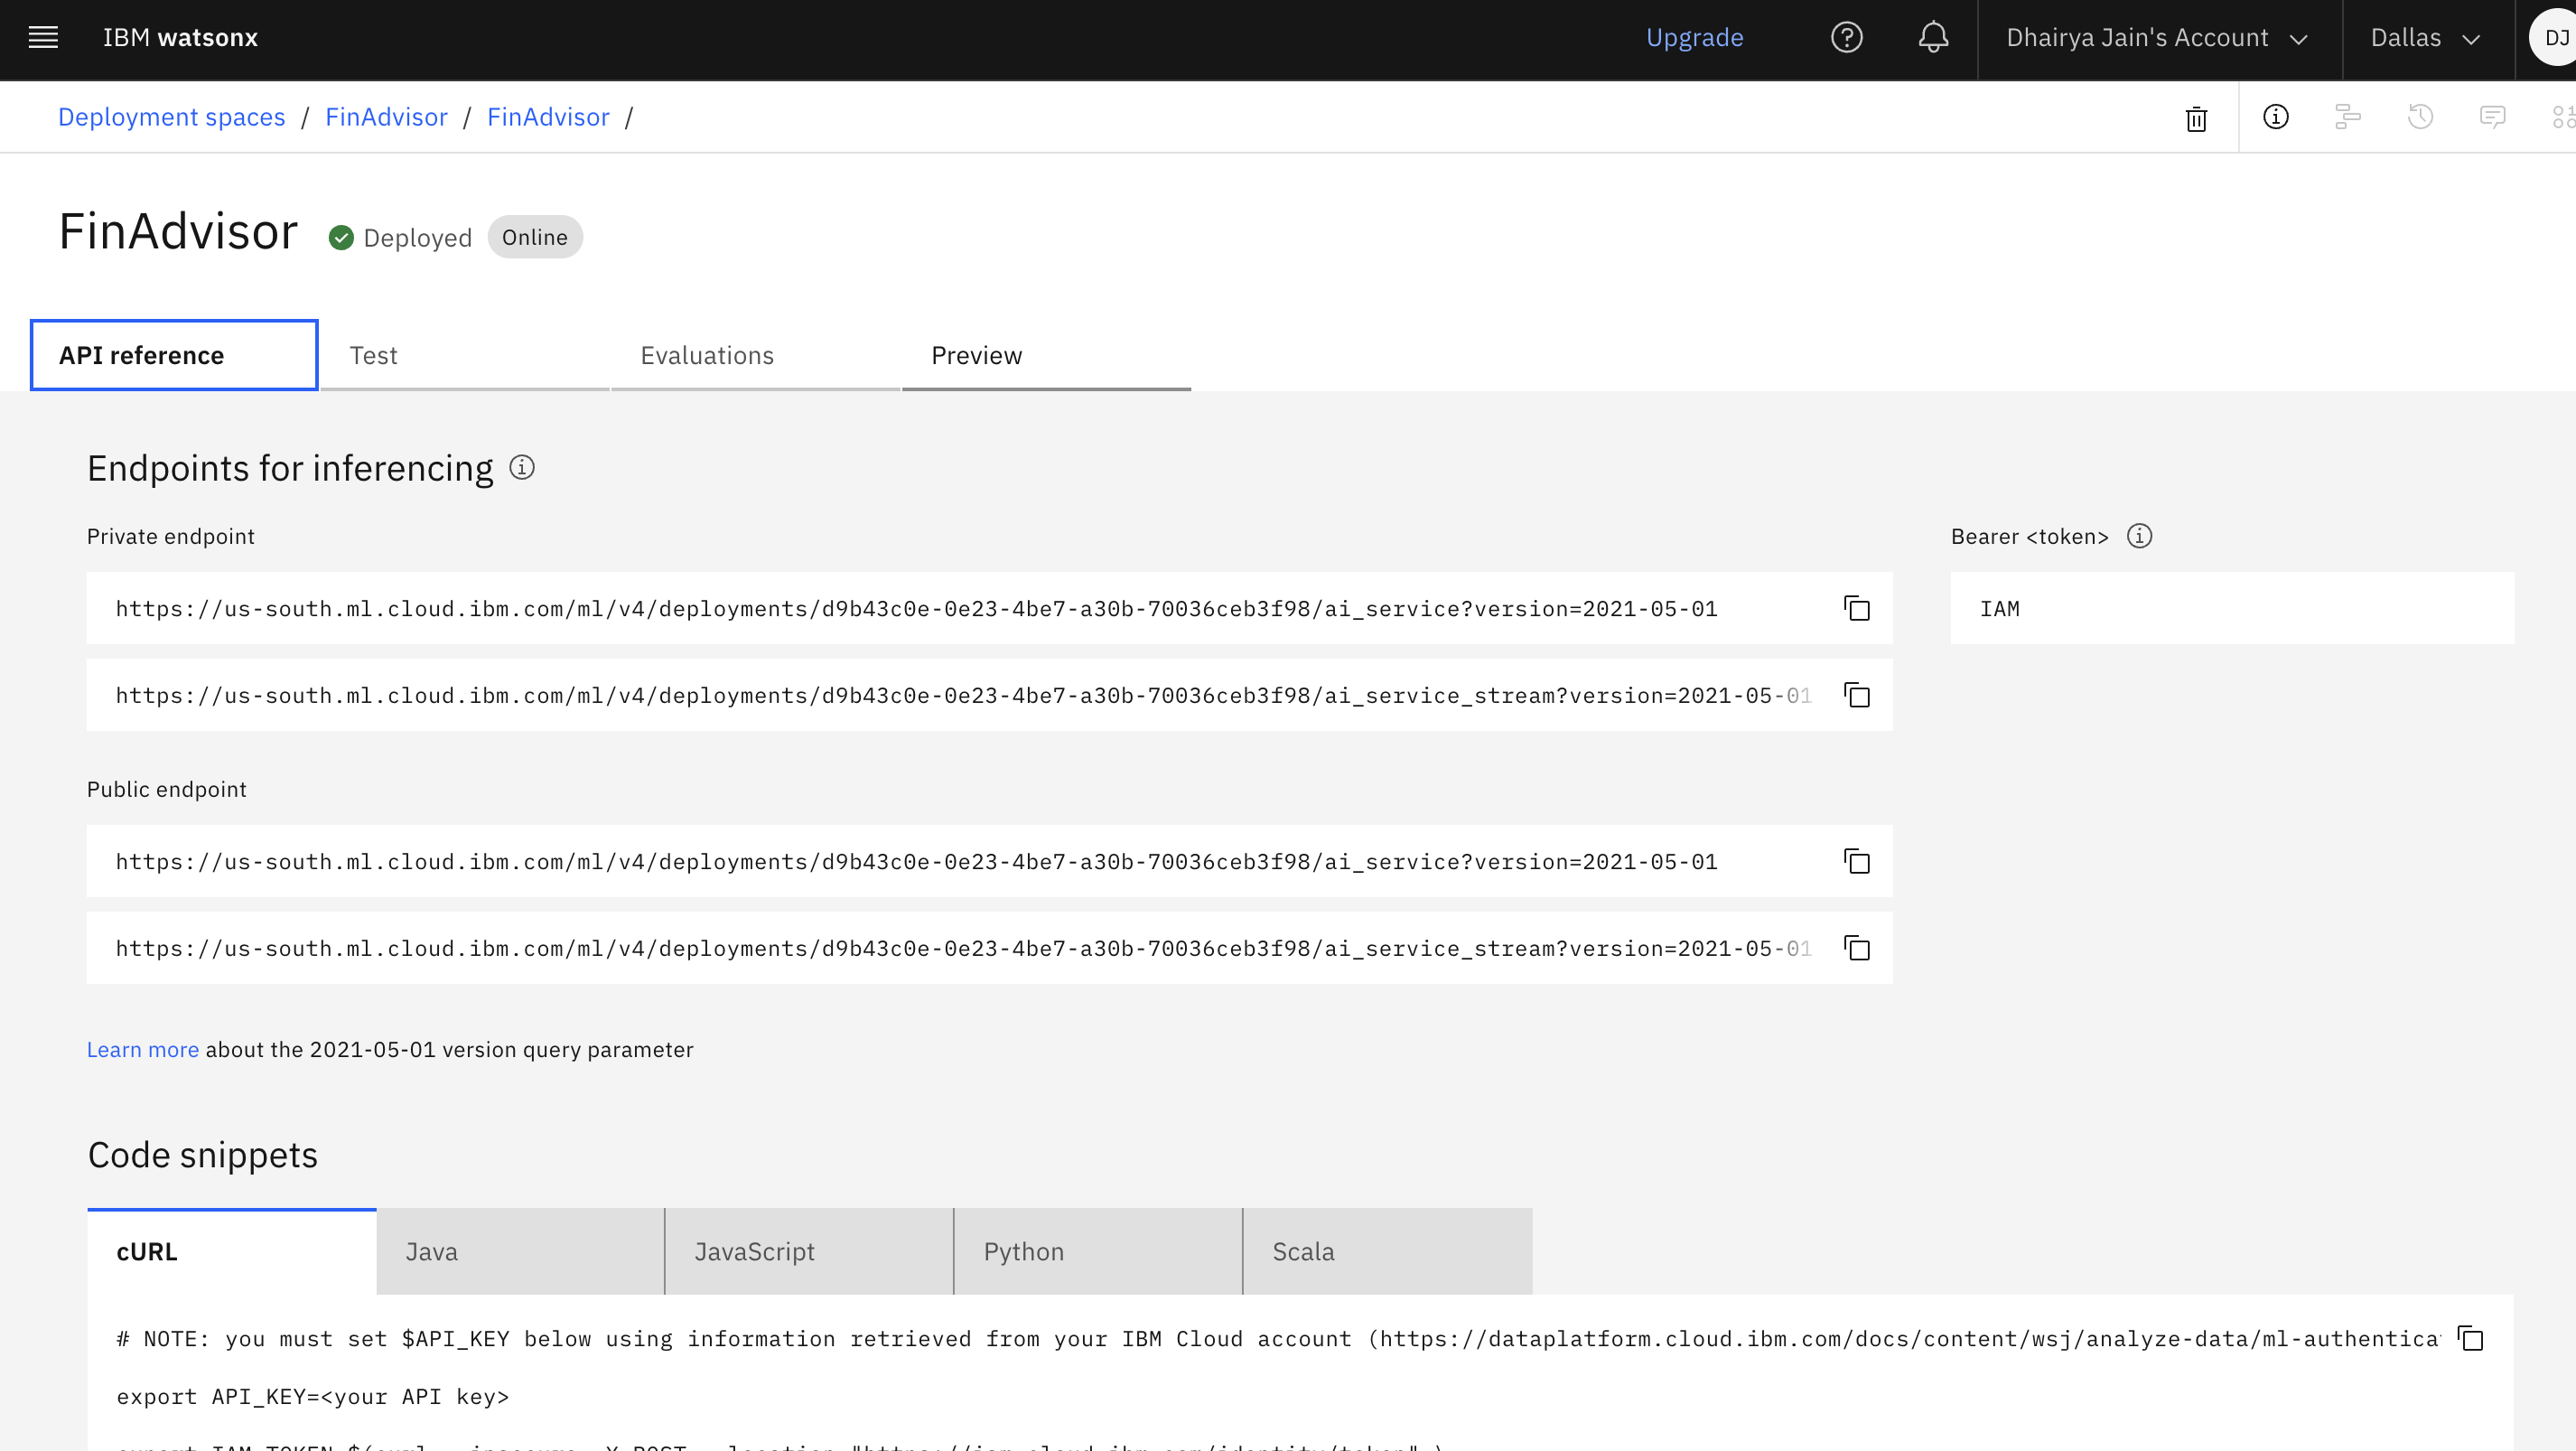 IBM watsonx
Upgrade
Dhairya Jain's Account
Dallas
DJ
Deployment spaces / FinAdvisor / FinAdvisor /
FinAdvisor
Deployed
Online
API reference
Test
Evaluations
Preview
Endpoints for inferencing
Private endpoint
Bearer <token>
https://us-south.ml.cloud.ibm.com/ml/v4/deployments/d9b43c0e-0e23-4be7-a30b-70036ceb3f98/ai_service?version=2021-05-01
IAM
https://us-south.ml.cloud.ibm.com/ml/v4/deployments/d9b43c0e-0e23-4be7-a30b-70036ceb3f98/ai_service_stream?version=2021-05-01
Public endpoint
https://us-south.ml.cloud.ibm.com/ml/v4/deployments/d9b43c0e-0e23-4be7-a30b-70036ceb3f98/ai_service?version=2021-05-01
https://us-south.ml.cloud.ibm.com/ml/v4/deployments/d9b43c0e-0e23-4be7-a30b-70036ceb3f98/ai_service_stream?version=2021-05-01
Learn more about the 2021-05-01 version query parameter
Code snippets
cURL
Java
JavaScript
Python
Scala
# NOTE: you must set $API_KEY below using information retrieved from your IBM Cloud account (https://dataplatform.cloud.ibm.com/docs/content/wsj/analyze-data/ml-authentica
export API_KEY=<your API key>